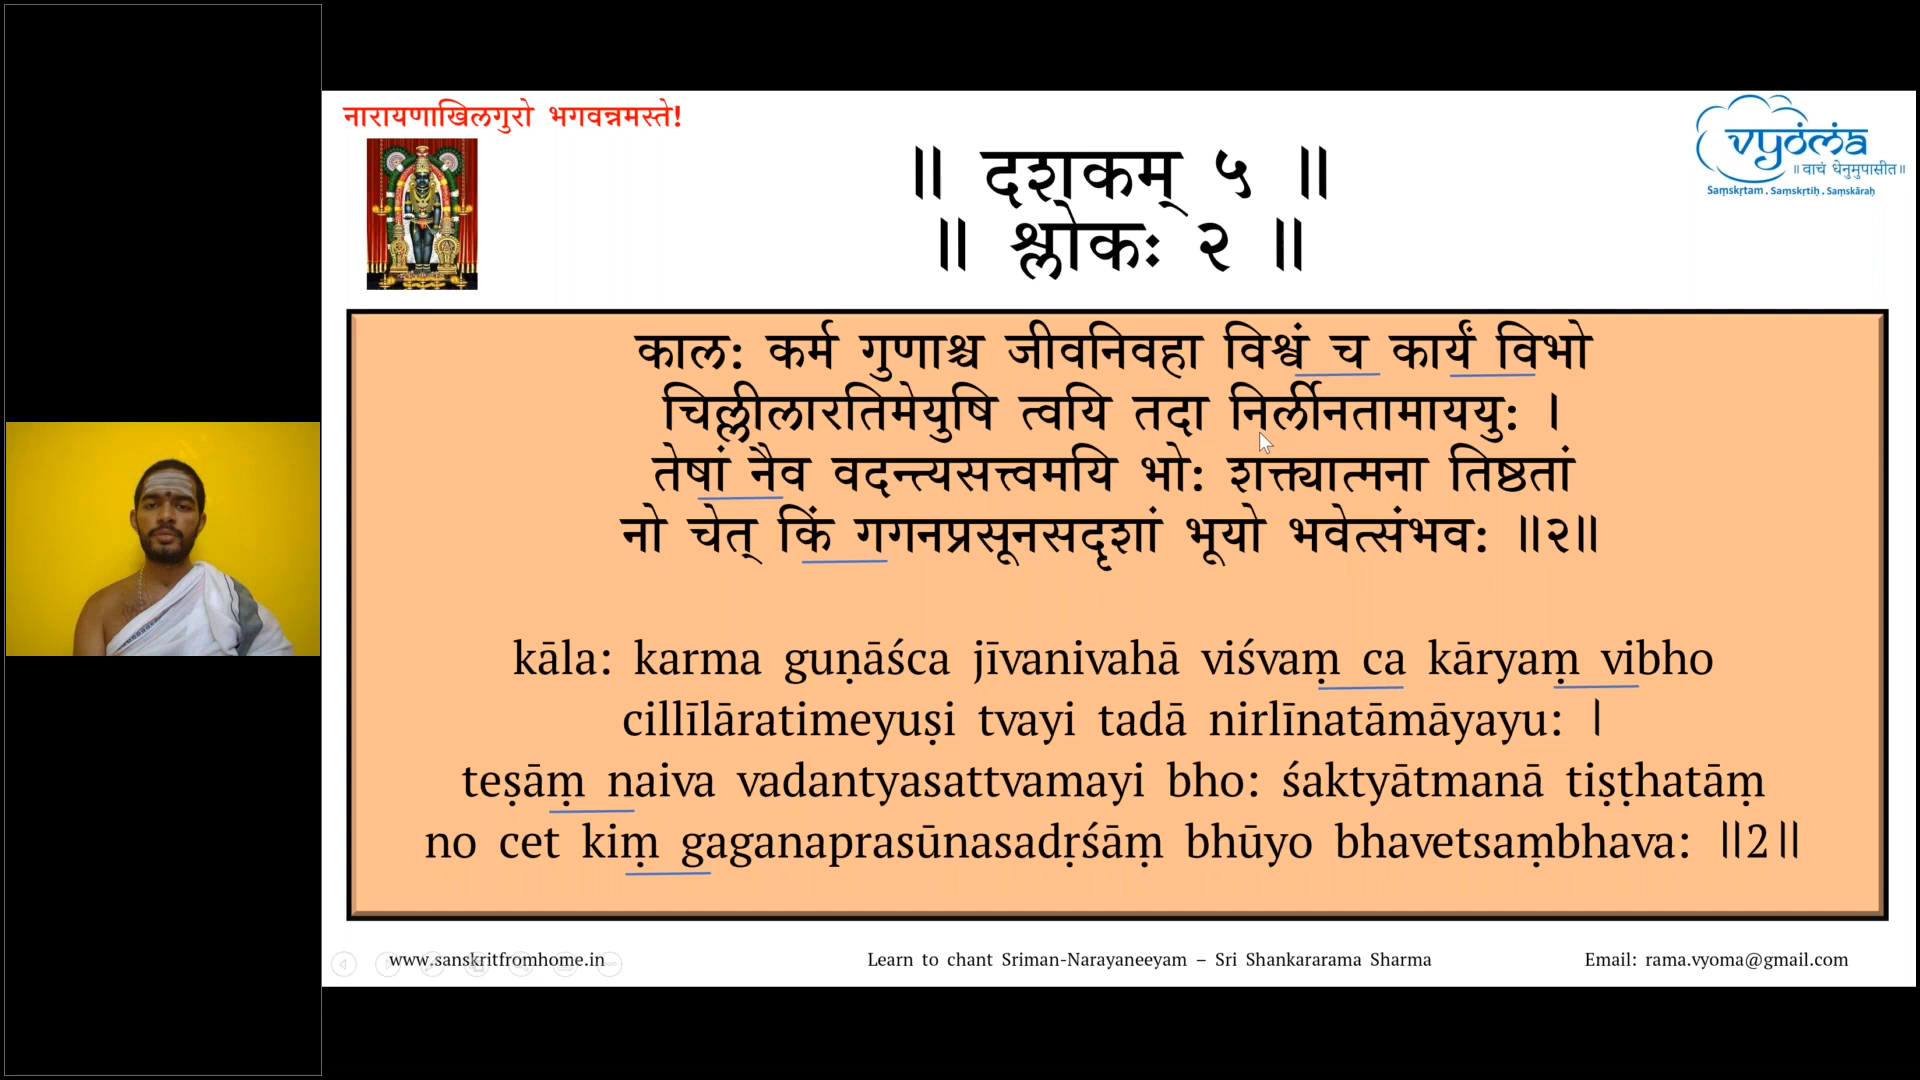 नारायणाखिलगुरो भगवन्नमस्ते!
vyoma
॥ वाचं धेनुमुपासीत॥
Saṃskṛtam . Saṃskṛtiḥ . Saṃskāraḥ
॥ दशकम् ५ ॥
॥ श्लोकः २ ॥
काल: कर्म गुणाश्च जीवनिवहा विश्वं च कार्यं विभो
चिल्लीलारतिमेयुषि त्वयि तदा निर्लीनतामाययु: ।
तेषां नैव वदन्त्यसत्त्वमयि भो: शक्त्यात्मना तिष्ठतां
नो चेत् किं गगनप्रसूनसदृशां भूयो भवेत्संभव: ॥२॥
kāla: karma guṇāśca jīvanivahā viśvaṃ ca kāryaṃ vibho
cillīlāratimeyuṣi tvayi tadā nirlīnatāmāyayu: ।
teṣāṃ naiva vadantyasattvamayi bho: śaktyātmanā tiṣṭhatāṃ
no cet kiṃ gaganaprasūnasadṛśāṃ bhūyo bhavetsaṃbhava: ॥2॥
www.sanskritfromhome.in
Learn to chant Sriman-Narayaneeyam – Sri Shankararama Sharma
Email: rama.vyoma@gmail.com